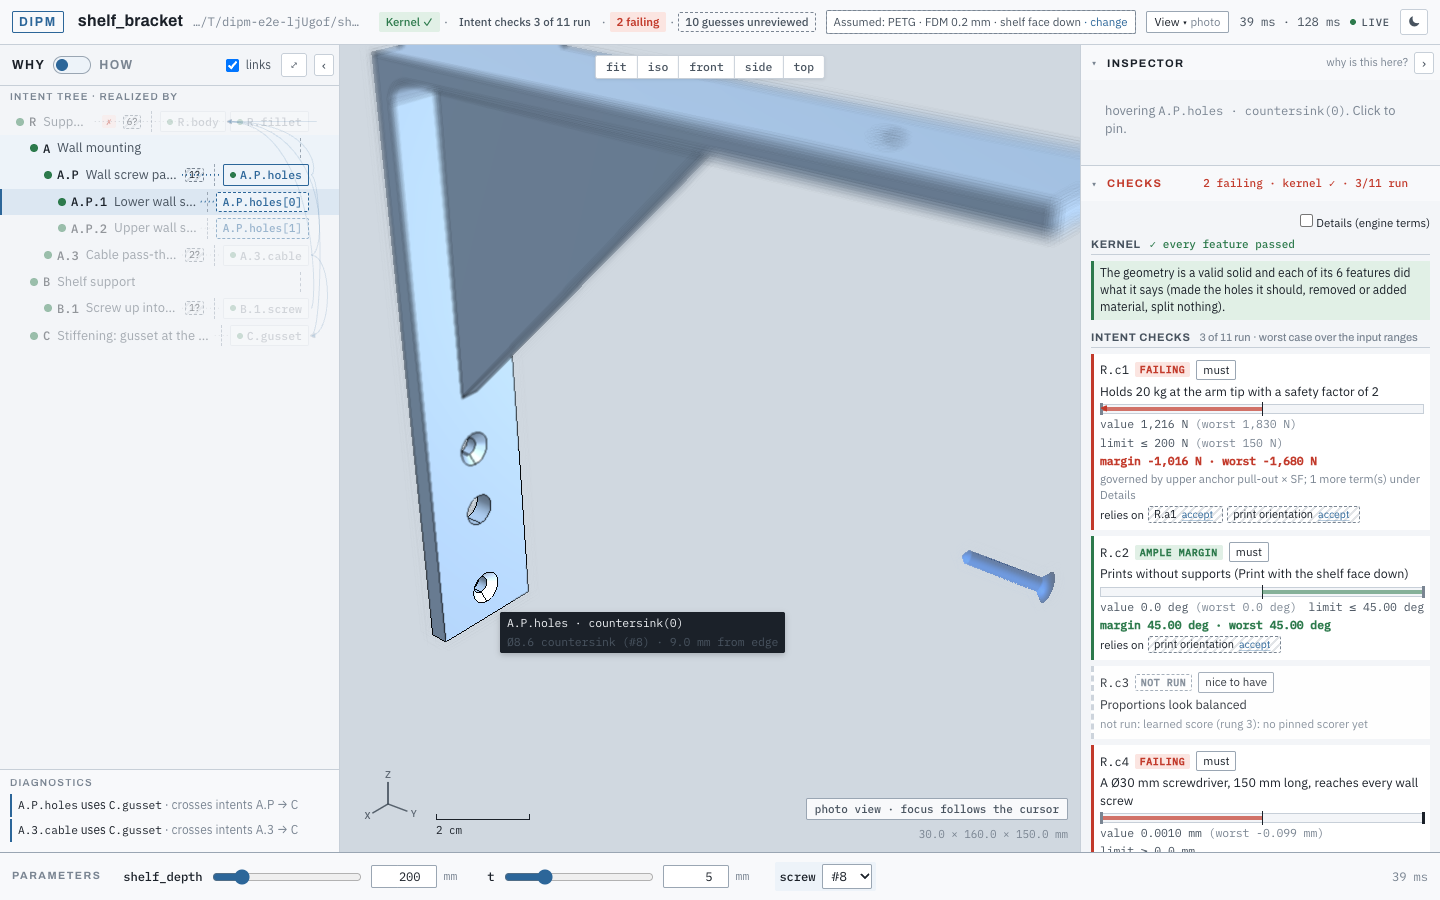 DIPM shelf_bracket …/T/dipm-e2e-ljUgof/sh… Kernel ✓ · Intent checks 3 of 11 run · 2 failing · 10 guesses unreviewed Assumed: PETG · FDM 0.2 mm · shelf face down · change View • photo 39 ms · 128 ms LIVE
WHY HOW links
INTENT TREE · REALIZED BY
R Supp… ✗ 6? R.body R.fillet
A Wall mounting
A.P Wall screw pa… 1? A.P.holes
A.P.1 Lower wall s… A.P.holes[0]
A.P.2 Upper wall s… A.P.holes[1]
A.3 Cable pass-th… 2? A.3.cable
B Shelf support
B.1 Screw up into… 1? B.1.screw
C Stiffening: gusset at the … C.gusset
DIAGNOSTICS
A.P.holes uses C.gusset · crosses intents A.P → C
A.3.cable uses C.gusset · crosses intents A.3 → C
fit iso front side top
A.P.holes · countersink(0)
Ø8.6 countersink (#8) · 9.0 mm from edge
Z
X Y
2 cm
photo view · focus follows the cursor
30.0 × 160.0 × 150.0 mm
INSPECTOR why is this here?
hovering A.P.holes · countersink(0). Click to
pin.
CHECKS 2 failing · kernel ✓ · 3/11 run
Details (engine terms)
KERNEL ✓ every feature passed
The geometry is a valid solid and each of its 6 features did
what it says (made the holes it should, removed or added
material, split nothing).
INTENT CHECKS 3 of 11 run · worst case over the input ranges
R.c1 FAILING must
Holds 20 kg at the arm tip with a safety factor of 2
value 1,216 N (worst 1,830 N)
limit ≤ 200 N (worst 150 N)
margin -1,016 N · worst -1,680 N
governed by upper anchor pull-out × SF; 1 more term(s) under
Details
relies on R.a1 accept print orientation accept
R.c2 AMPLE MARGIN must
Prints without supports (Print with the shelf face down)
value 0.0 deg (worst 0.0 deg) limit ≤ 45.00 deg
margin 45.00 deg · worst 45.00 deg
relies on print orientation accept
R.c3 NOT RUN nice to have
Proportions look balanced
not run: learned score (rung 3): no pinned scorer yet
R.c4 FAILING must
A Ø30 mm screwdriver, 150 mm long, reaches every wall
screw
value 0.0010 mm (worst -0.099 mm)
limit ≥ 0.0 mm
PARAMETERS shelf_depth 200 mm t 5 mm screw #8 39 ms